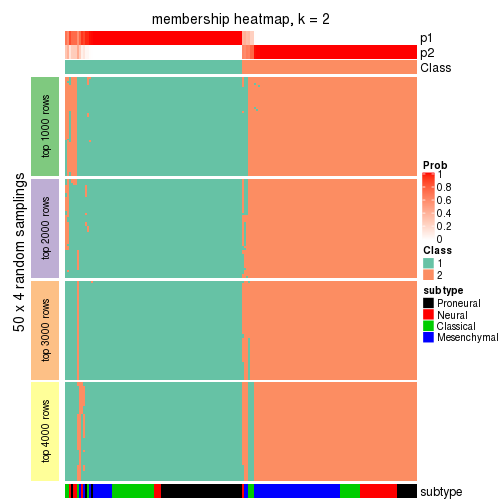 membership heatmap, k = 2
p1
p2
Class
50 x 4 random samplings
top 1000 rows
top 2000 rows
top 3000 rows
top 4000 rows
Prob
1
0.8
0.6
0.4
0.2
0
Class
1
2
subtype
Proneural
Neural
Classical
Mesenchymal
subtype